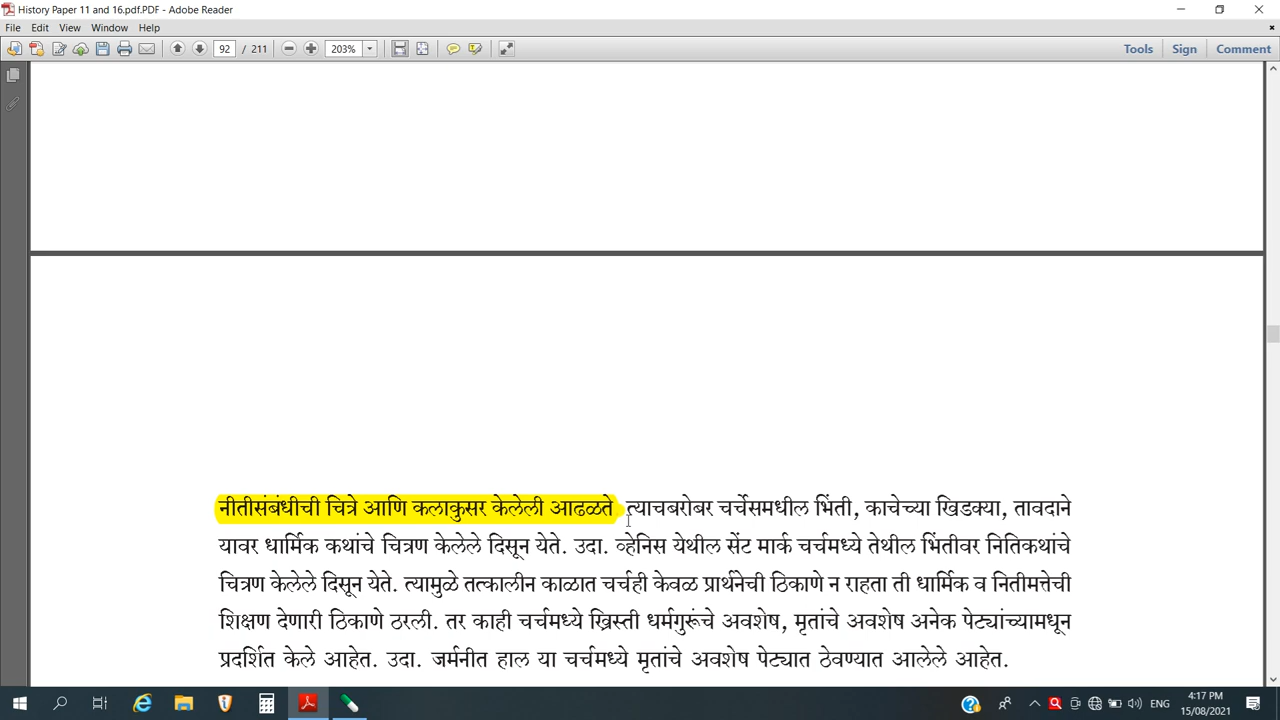 History Paper 11 and 16.pdf.PDF - Adobe Reader
File Edit View Window Help
92 / 211 203% Tools Sign Comment
नीतीसंबंधीची चित्रे आणि कलाकुसर केलेली आढळते त्याचबरोबर चर्चेसमधील भिंती, काचेच्या खिडक्या, तावदाने
यावर धार्मिक कथांचे चित्रण केलेले दिसून येते. उदा. व्हेनिस येथील सेंट मार्क चर्चमध्ये तेथील भिंतीवर नितिकथांचे
चित्रण केलेले दिसून येते. त्यामुळे तत्कालीन काळात चर्चही केवळ प्रार्थनेची ठिकाणे न राहता ती धार्मिक व नितीमत्तेची
शिक्षण देणारी ठिकाणे ठरली. तर काही चर्चमध्ये ख्रिस्ती धर्मगुरूंचे अवशेष, मृतांचे अवशेष अनेक पेट्यांच्यामधून
प्रदर्शित केले आहेत. उदा. जर्मनीत हाल या चर्चमध्ये मृतांचे अवशेष पेट्यात ठेवण्यात आलेले आहेत.
ENG 4:17 PM
15/08/2021